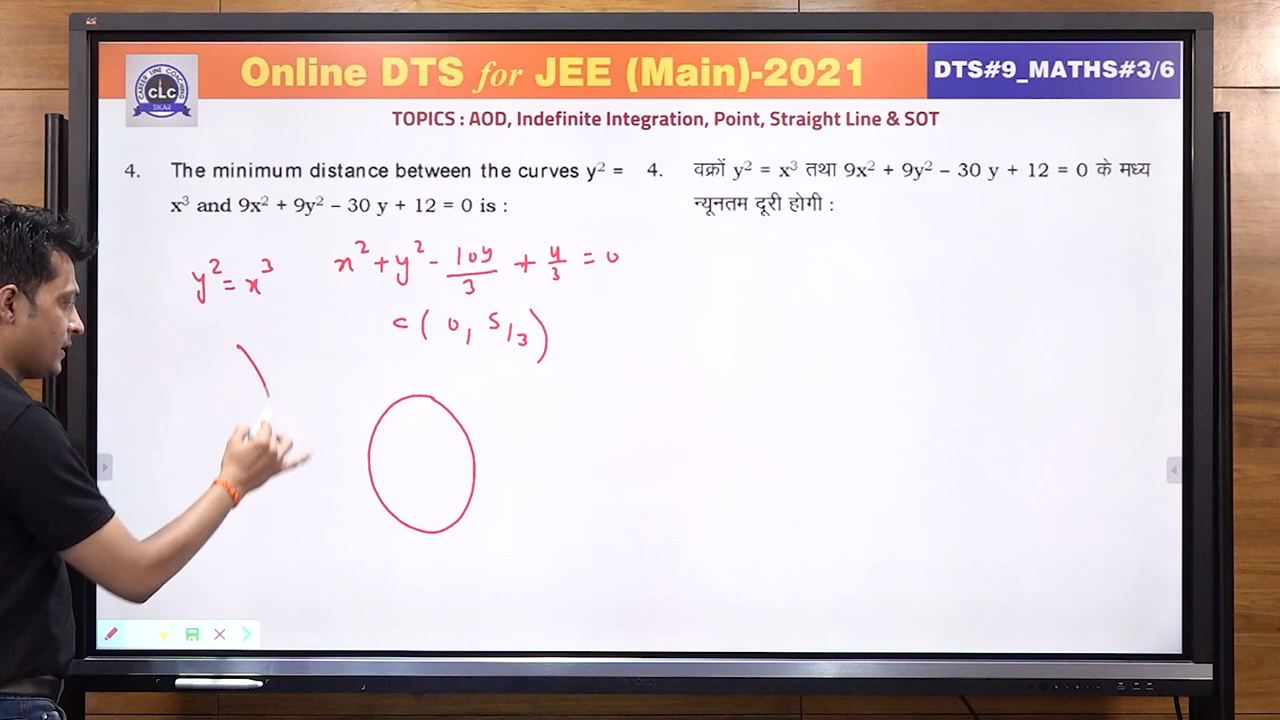 Online DTS for JEE (Main)-2021
DTS#9_MATHS#3/6
CAREER LINE COACHING
CLC
SIKAR
TOPICS : AOD, Indefinite Integration, Point, Straight Line & SOT
4. The minimum distance between the curves y² =
x³ and 9x² + 9y² – 30 y + 12 = 0 is :
4. वक्रों y² = x³ तथा 9x² + 9y² – 30 y + 12 = 0 के मध्य
न्यूनतम दूरी होगी :
y² = x³
x² + y² - 10y/3 + 4/3 = 0
c ( 0, 5/3 )